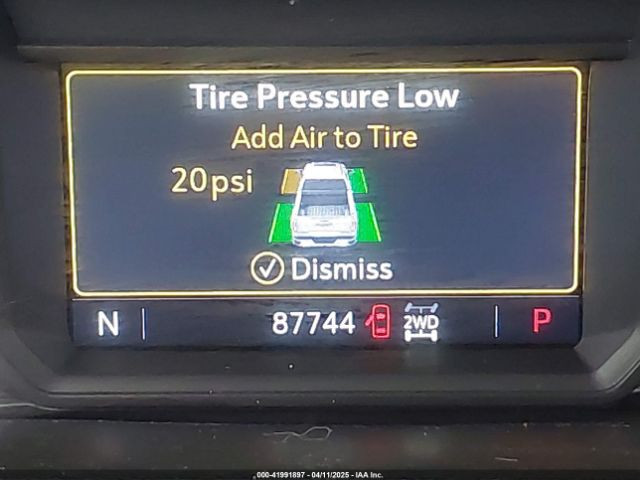 Tire Pressure Low
Add Air to Tire
20psi
Dismiss
N 87744 2WD P
000-41991897 - 04/11/2025 - IAA Inc.